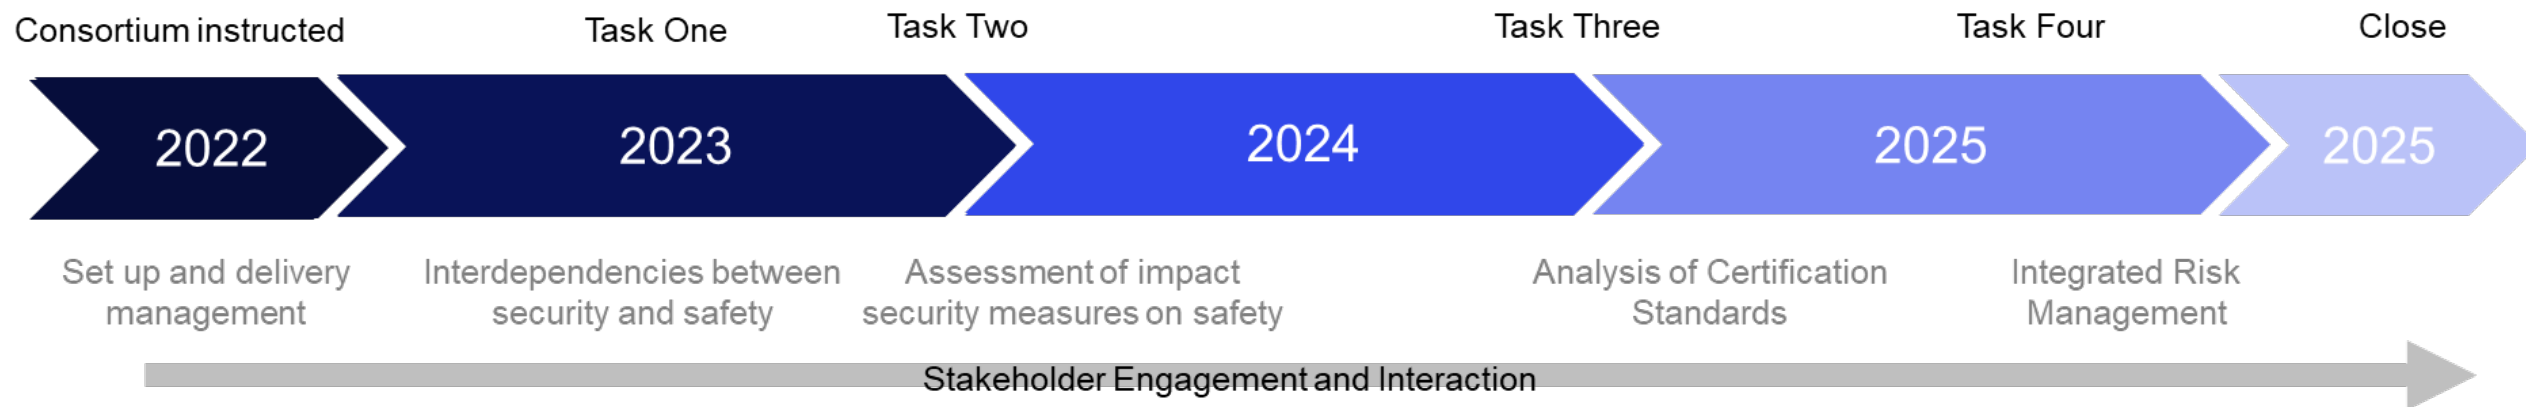 Consortium instructed
Task One
Task Two
Task Three
Task Four
Close
2022
2023
2024
2025
2025
Set up and delivery
management
Interdependencies between
security and safety
Assessment of impact
security measures on safety
Analysis of Certification
Standards
Integrated Risk
Management
Stakeholder Engagement and Interaction